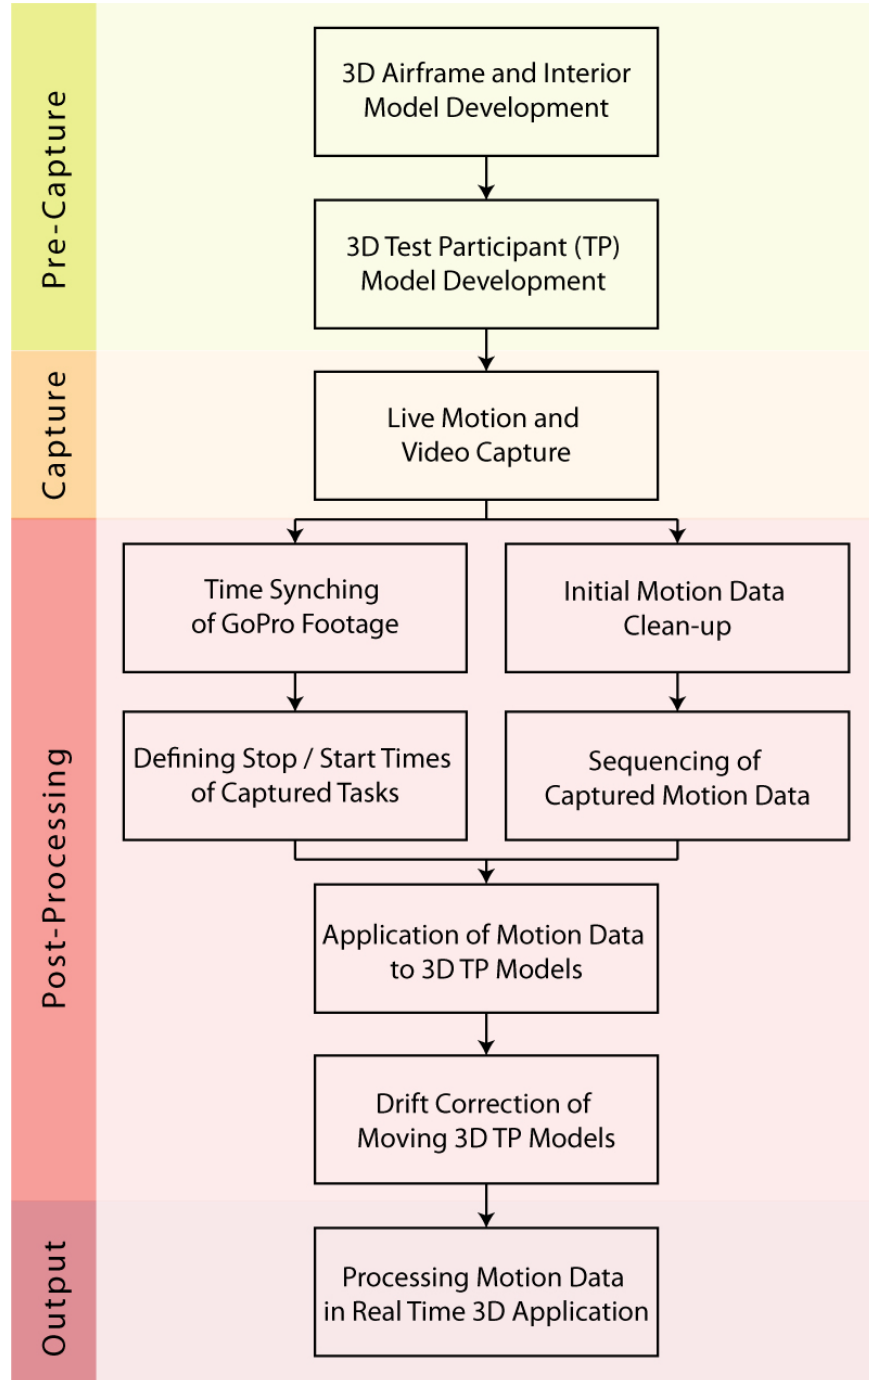 Pre-Capture
3D Airframe and Interior
Model Development
3D Test Participant (TP)
Model Development
Capture
Live Motion and
Video Capture
Post-Processing
Time Synching
of GoPro Footage
Initial Motion Data
Clean-up
Defining Stop / Start Times
of Captured Tasks
Sequencing of
Captured Motion Data
Application of Motion Data
to 3D TP Models
Drift Correction of
Moving 3D TP Models
Output
Processing Motion Data
in Real Time 3D Application